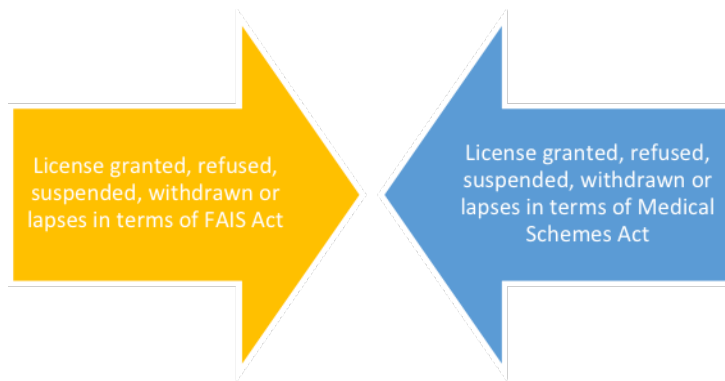 License granted, refused,
suspended, withdrawn or
lapses in terms of FAIS Act
License granted, refused,
suspended, withdrawn or
lapses in terms of Medical
Schemes Act